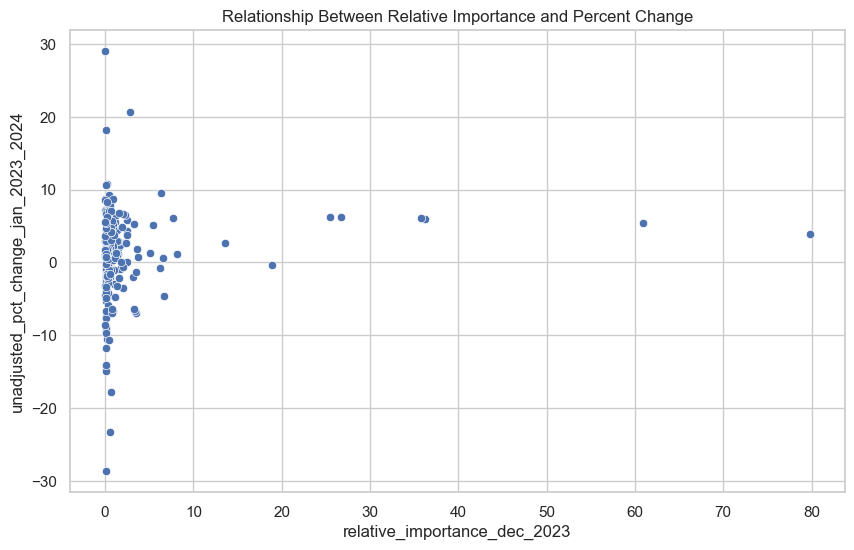 Relationship Between Relative Importance and Percent Change
unadjusted_pct_change_jan_2023_2024
30
20
10
0
−10
−20
−30
0 10 20 30 40 50 60 70 80
relative_importance_dec_2023